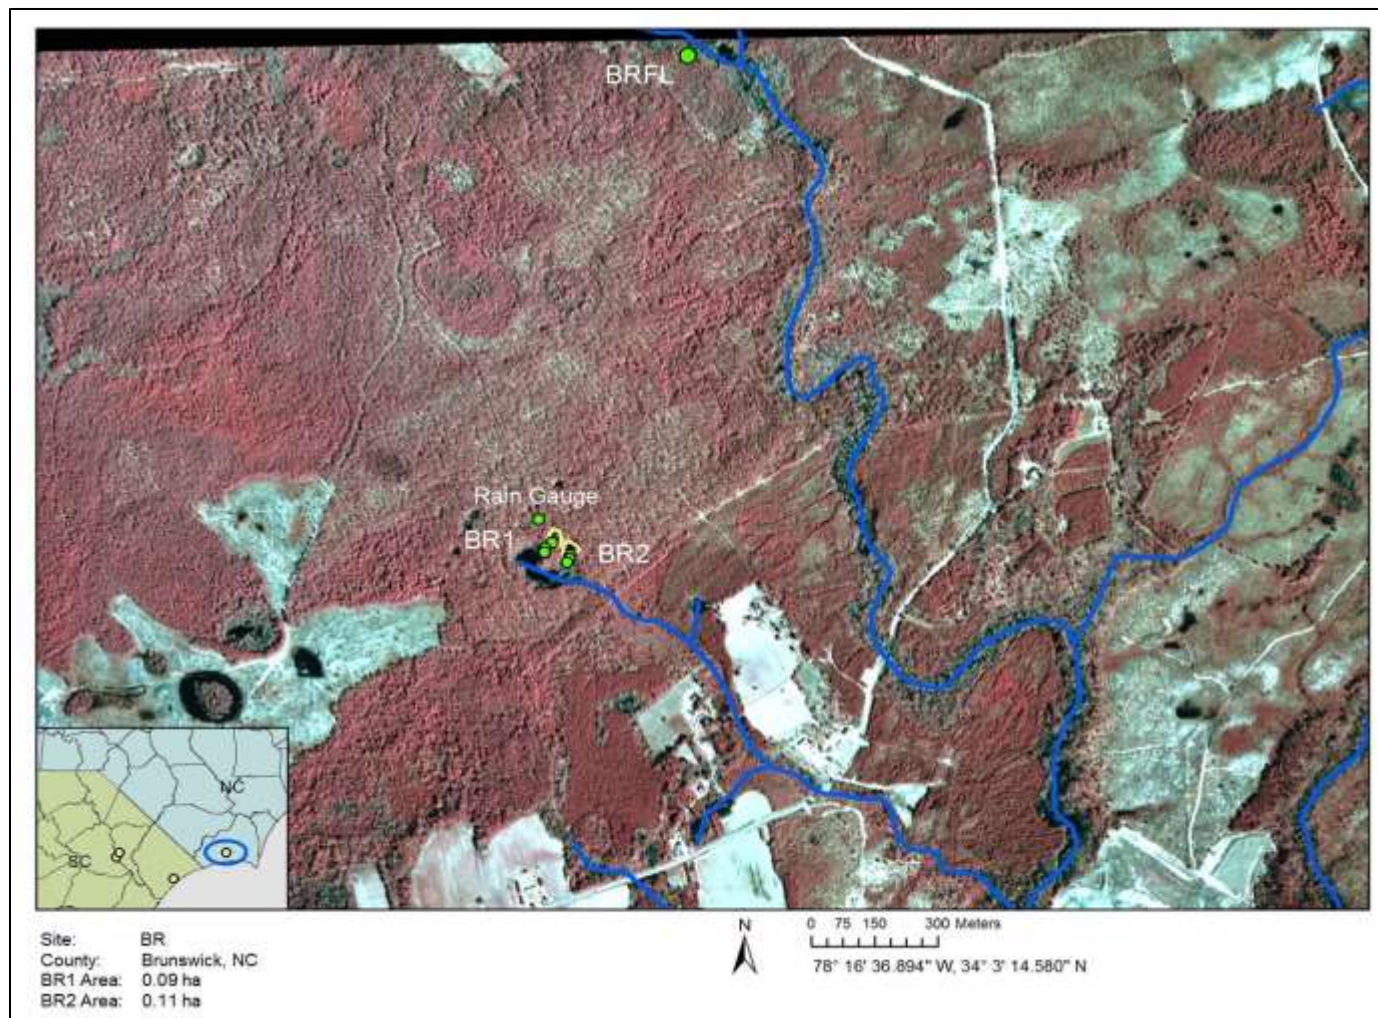 BRFL
Rain Gauge
BR1
BR2
NC
SC
N
0 75 150 300 Meters
78° 16' 36.894" W, 34° 3' 14.580" N
Site: BR
County: Brunswick, NC
BR1 Area: 0.09 ha
BR2 Area: 0.11 ha